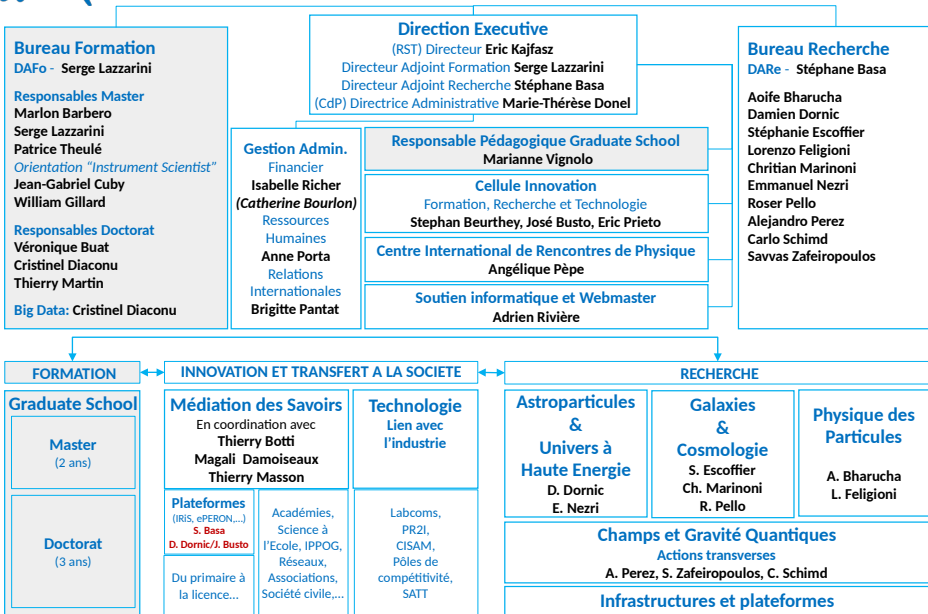 Direction Executive
(RST) Directeur Eric Kajfasz
Directeur Adjoint Formation Serge Lazzarini
Directeur Adjoint Recherche Stéphane Basa
(CdP) Directrice Administrative Marie-Thérèse Donel
Bureau Formation
DAFo - Serge Lazzarini
Responsables Master
Marlon Barbero
Serge Lazzarini
Patrice Theulé
Orientation “Instrument Scientist”
Jean-Gabriel Cuby
William Gillard
Responsables Doctorat
Véronique Buat
Cristinel Diaconu
Thierry Martin
Big Data: Cristinel Diaconu
Gestion Admin.
Financier
Isabelle Richer
(Catherine Bourlon)
Ressources
Humaines
Anne Porta
Relations
Internationales
Brigitte Pantat
Responsable Pédagogique Graduate School
Marianne Vignolo
Cellule Innovation
Formation, Recherche et Technologie
Stephan Beurthey, José Busto, Eric Prieto
Centre International de Rencontres de Physique
Angélique Pèpe
Soutien informatique et Webmaster
Adrien Rivière
Bureau Recherche
DARe - Stéphane Basa
Aoife Bharucha
Damien Dornic
Stéphanie Escoffier
Lorenzo Feligioni
Chritian Marinoni
Emmanuel Nezri
Roser Pello
Alejandro Perez
Carlo Schimd
Savvas Zafeiropoulos
FORMATION
INNOVATION ET TRANSFERT A LA SOCIETE
RECHERCHE
Graduate School
Master
(2 ans)
Doctorat
(3 ans)
Médiation des Savoirs
En coordination avec
Thierry Botti
Magali Damoiseaux
Thierry Masson
Plateformes
(IRiS, ePERON,...)
S. Basa
D. Dornic/J. Busto
Du primaire à
la licence...
Académies,
Science à
l’Ecole, IPPOG,
Réseaux,
Associations,
Société civile,...
Technologie
Lien avec
l’industrie
Labcoms,
PR2I,
CISAM,
Pôles de
compétitivité,
SATT
Astroparticules
&
Univers à
Haute Energie
D. Dornic
E. Nezri
Galaxies
&
Cosmologie
S. Escoffier
Ch. Marinoni
R. Pello
Physique des
Particules
A. Bharucha
L. Feligioni
Champs et Gravité Quantiques
Actions transverses
A. Perez, S. Zafeiropoulos, C. Schimd
Infrastructures et plateformes